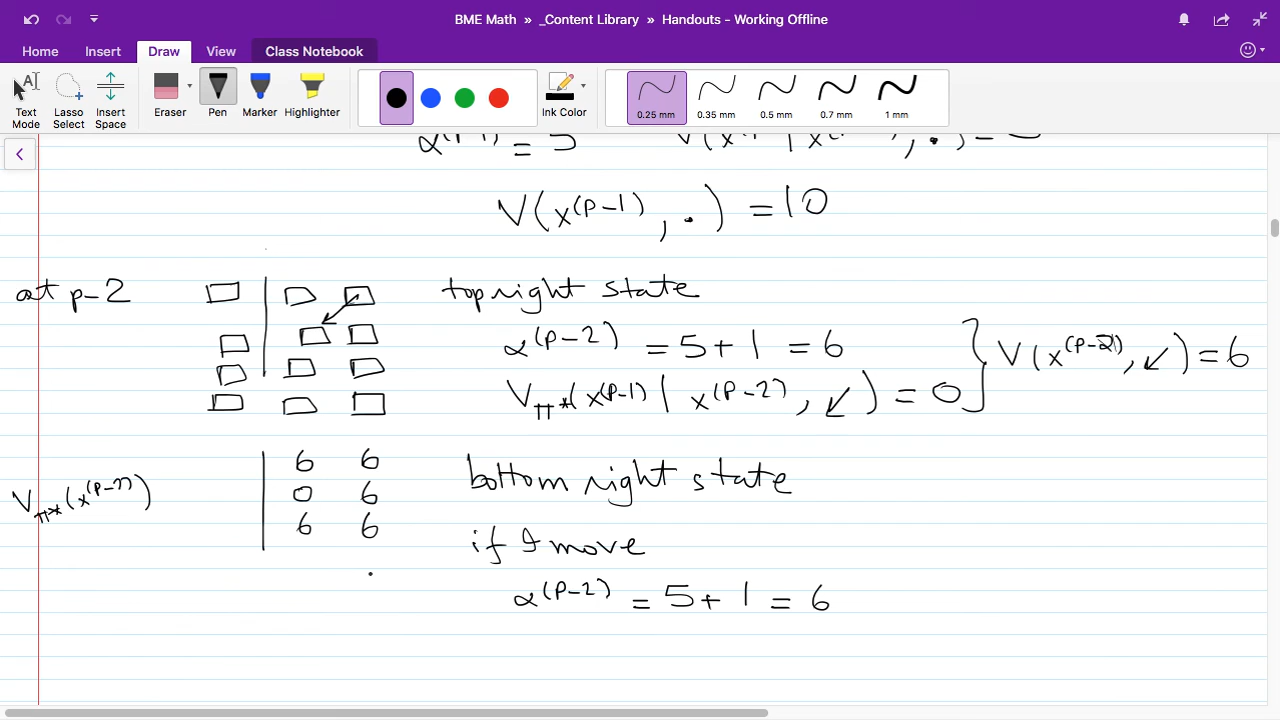 BME Math » _Content Library » Handouts - Working Offline
Home Insert Draw View Class Notebook
Text Mode Lasso Select Insert Space Eraser Pen Marker Highlighter Ink Color 0.25 mm 0.35 mm 0.5 mm 0.7 mm 1 mm
V(x^(P-1), •) = 10
at p-2
top right state
α^(P-2) = 5 + 1 = 6
V_π*(x^(P-1) | x^(P-2), ↙) = 0 } V(x^(P-2), ↙) = 6
6 6
0 6
6 6
bottom right state
if I move
α^(P-2) = 5 + 1 = 6